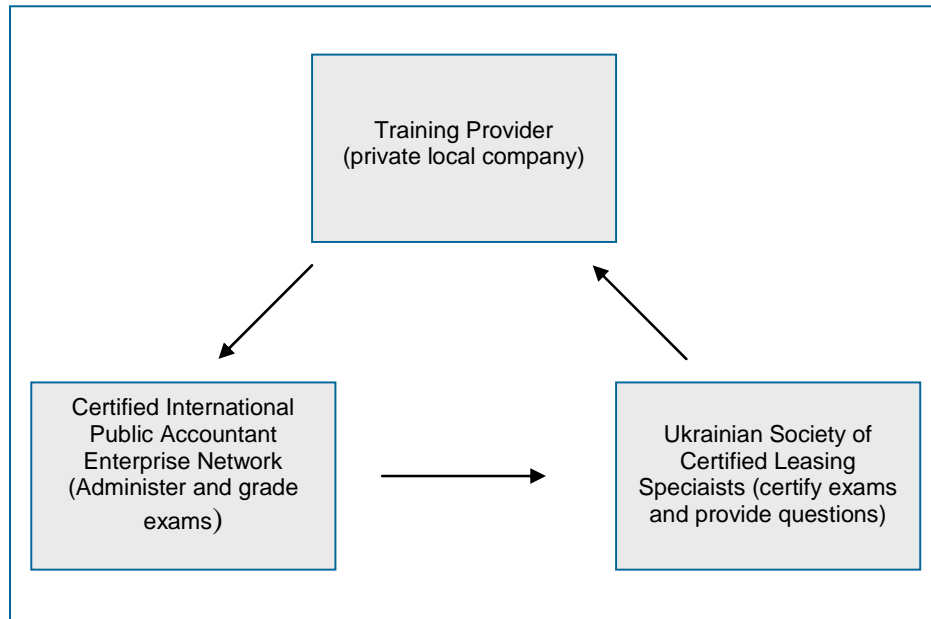 Training Provider
(private local company)
Certified International
Public Accountant
Enterprise Network
(Administer and grade
exams)
Ukrainian Society of
Certified Leasing
Speciaists (certify exams
and provide questions)